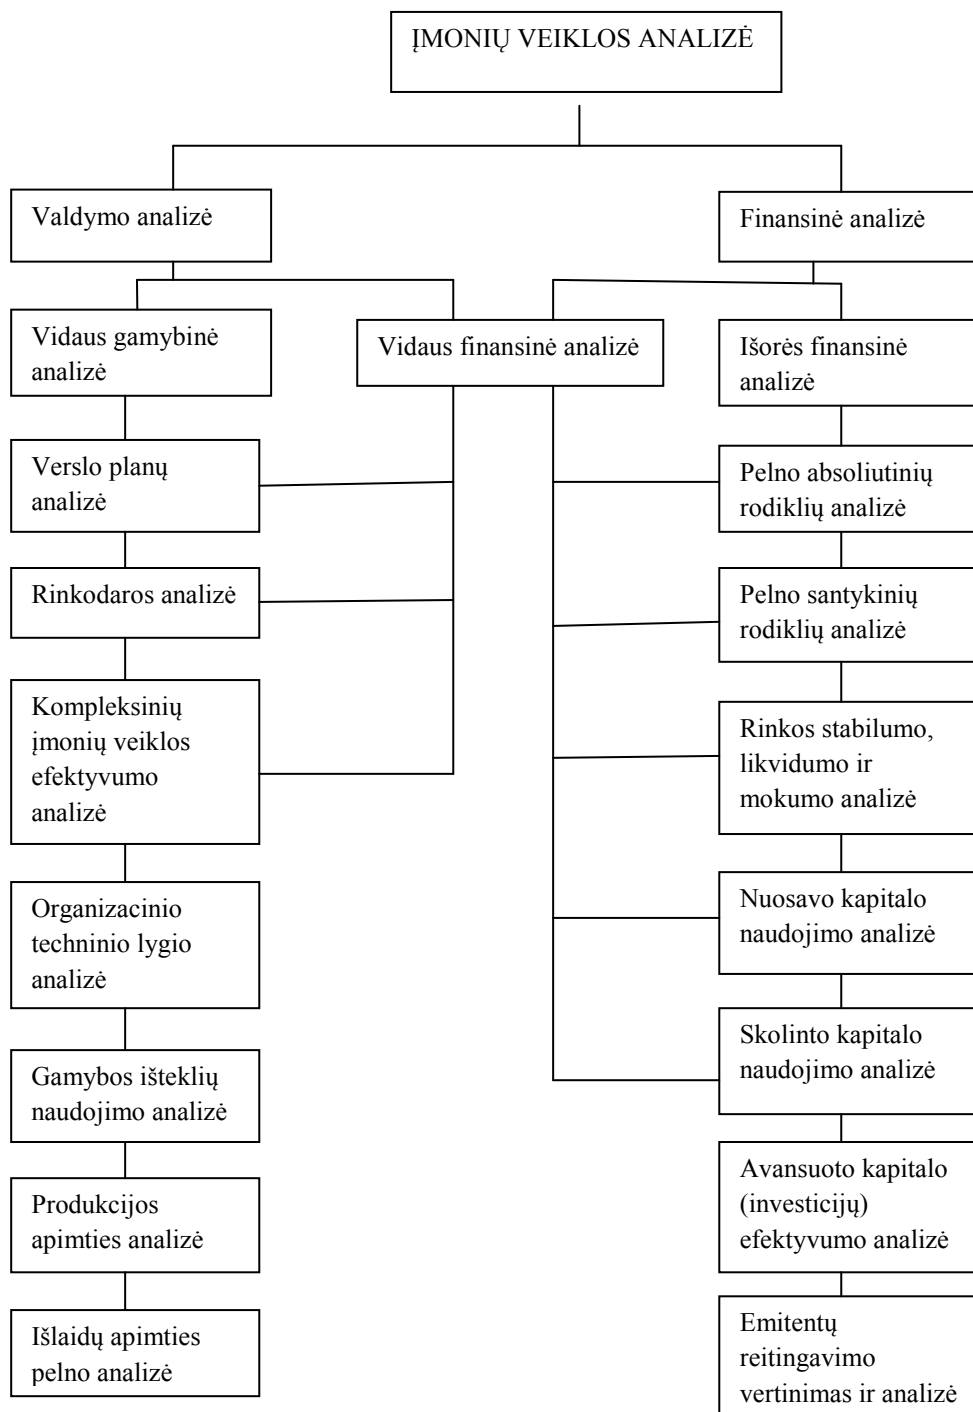 ĮMONIŲ VEIKLOS ANALIZĖ
Valdymo analizė
Finansinė analizė
Vidaus gamybinė
analizė
Vidaus finansinė analizė
Išorės finansinė
analizė
Verslo planų
analizė
Pelno absoliutinių
rodiklių analizė
Rinkodaros analizė
Pelno santykinių
rodiklių analizė
Kompleksinių
įmonių veiklos
efektyvumo
analizė
Rinkos stabilumo,
likvidumo ir
mokumo analizė
Organizacinio
techninio lygio
analizė
Nuosavo kapitalo
naudojimo analizė
Gamybos išteklių
naudojimo analizė
Skolinto kapitalo
naudojimo analizė
Produkcijos
apimties analizė
Avansuoto kapitalo
(investicijų)
efektyvumo analizė
Išlaidų apimties
pelno analizė
Emitentų
reitingavimo
vertinimas ir analizė